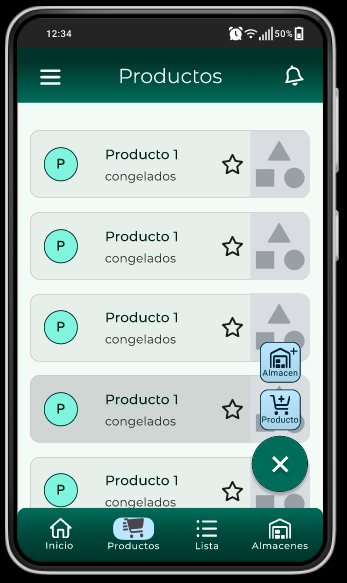 12:34
50%
Productos
P
Producto 1
congelados
P
Producto 1
congelados
P
Producto 1
congelados
Almacen
P
Producto 1
congelados
Producto
P
Producto 1
congelados
Inicio
Productos
Lista
Almacenes